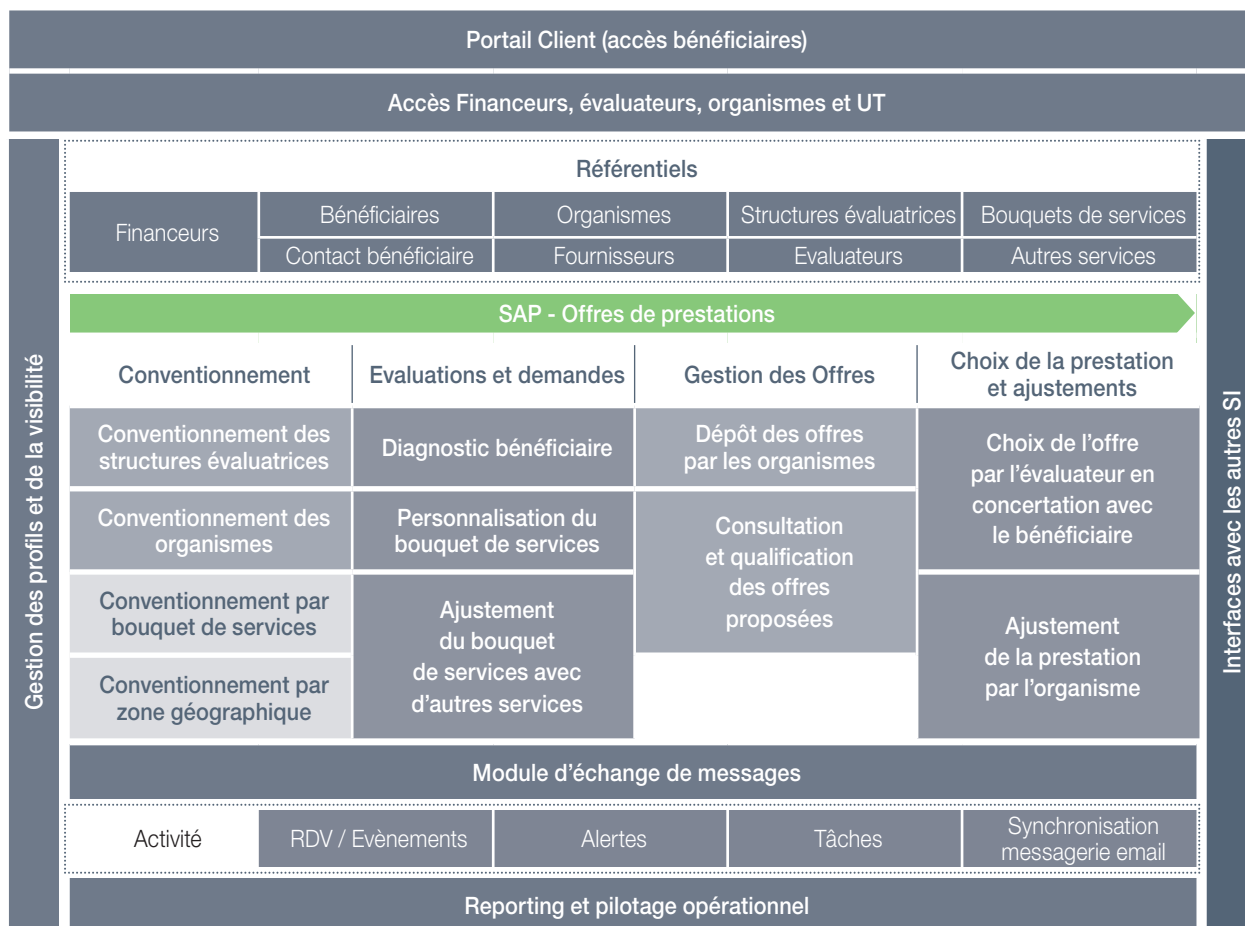 Portail Client (accès bénéficiaires)
Accès Financeurs, évaluateurs, organismes et UT
Gestion des profils et de la visibilité
Référentiels
Financeurs
Bénéficiaires
Organismes
Structures évaluatrices
Bouquets de services
Contact bénéficiaire
Fournisseurs
Evaluateurs
Autres services
SAP - Offres de prestations
Conventionnement
Conventionnement des
structures évaluatrices
Conventionnement des
organismes
Conventionnement par
bouquet de services
Conventionnement par
zone géographique
Evaluations et demandes
Diagnostic bénéficiaire
Personnalisation du
bouquet de services
Ajustement
du bouquet
de services avec
d'autres services
Gestion des Offres
Dépôt des offres
par les organismes
Consultation
et qualification
des offres
proposées
Choix de la prestation
et ajustements
Choix de l'offre
par l'évaluateur en
concertation avec
le bénéficiaire
Ajustement
de la prestation
par l'organisme
Interfaces avec les autres SI
Module d'échange de messages
Activité
RDV / Evènements
Alertes
Tâches
Synchronisation
messagerie email
Reporting et pilotage opérationnel